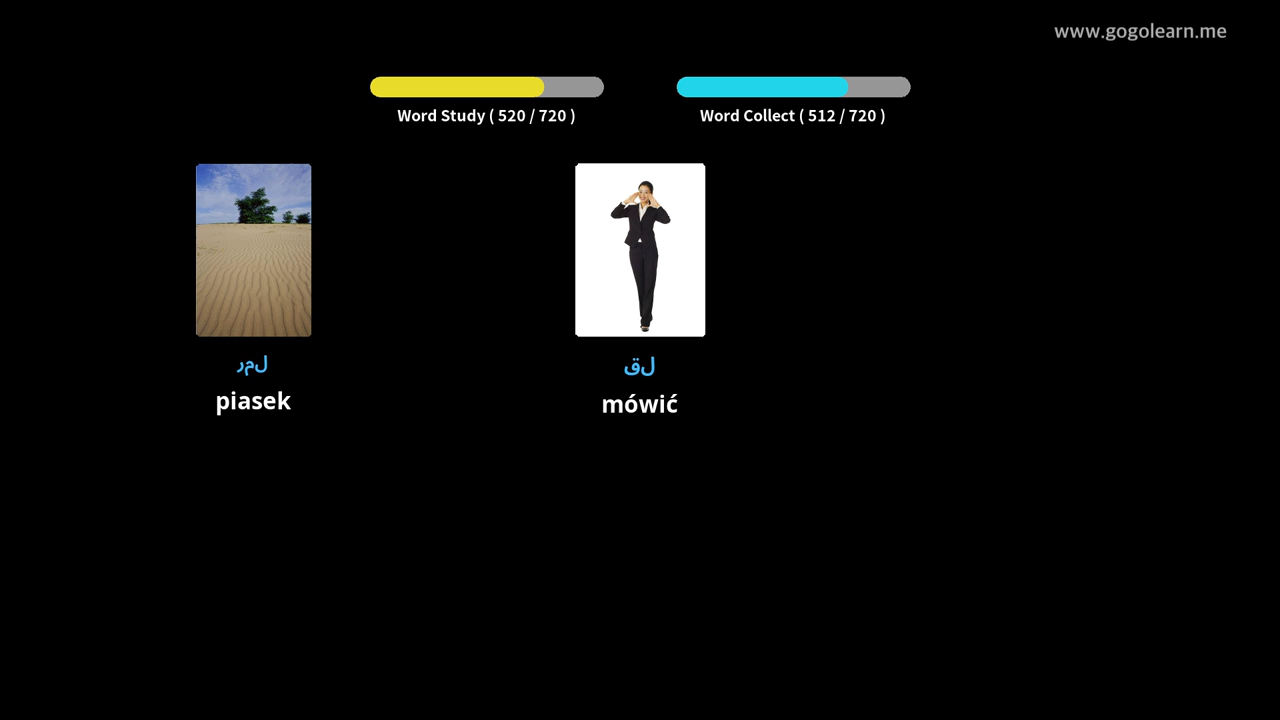 www.gogolearn.me
Word Study ( 520 / 720 )
Word Collect ( 512 / 720 )
رمل
piasek
قل
mówić